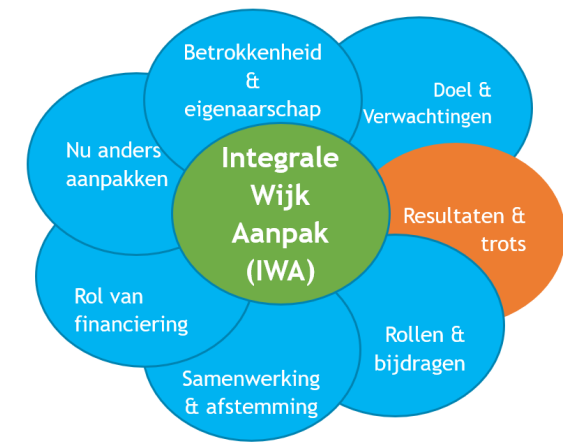 Betrokkenheid
&
eigenaarschap
Doel &
Verwachtingen
Nu anders
aanpakken
Integrale
Wijk
Aanpak
(IWA)
Resultaten &
trots
Rol van
financiering
Rollen &
bijdragen
Samenwerking
& afstemming